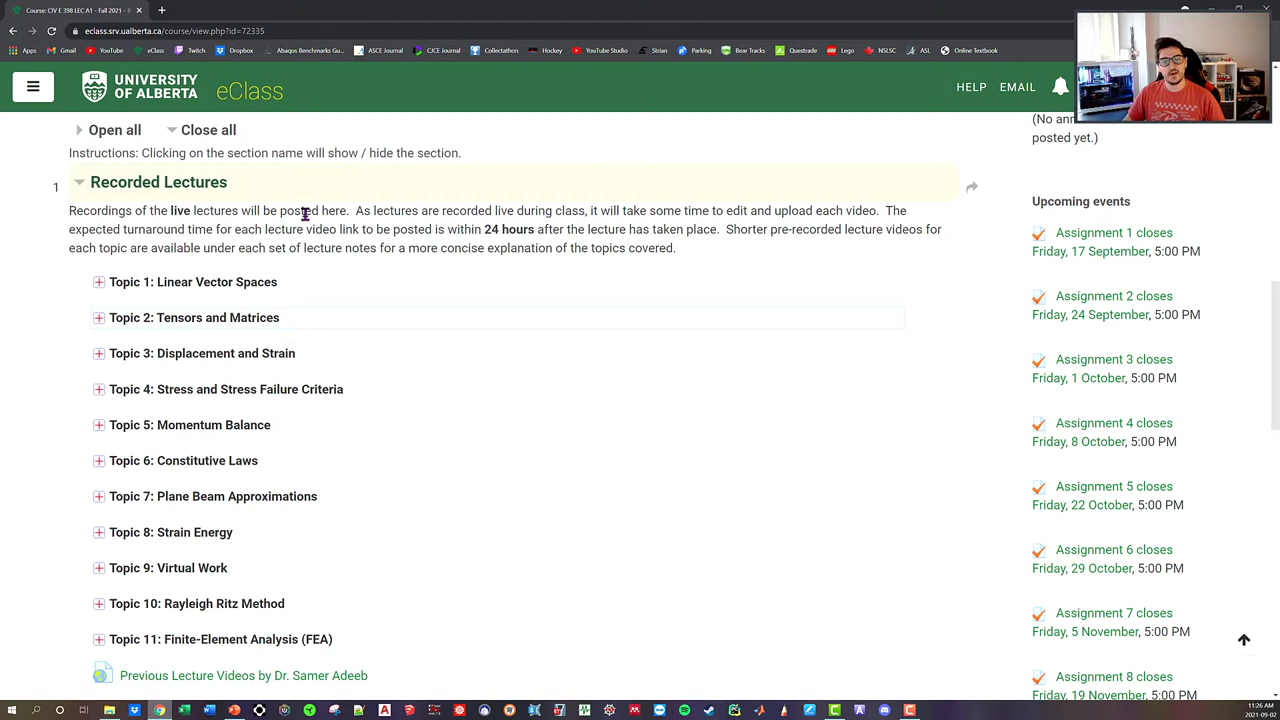 Course: CIV E 398 LEC A1 - Fall 2021 - I
eclass.srv.ualberta.ca/course/view.php?id=72335
Apps Gmail YouTube eClass Twitch Dropbox Abaqus Benchmarks Gu... ASCE Journal CJCE Journal Collectathon Hockey YouTube Studio Strian Parking Bear Tracks Questrade Lego NSLSC ASL Online Textbook
UNIVERSITY
OF ALBERTA
eClass
HELP EMAIL
Open all Close all
Instructions: Clicking on the section name will show / hide the section.
1
Recorded Lectures
Recordings of the live lectures will be posted here. As lectures are recorded live during class, it will take some time to edit and upload each video. The
expected turnaround time for each lecture video link to be posted is within 24 hours after the lecture has taken place. Shorter pre-recorded lecture videos for
each topic are available under each set of lecture notes for a more concise explanation of the topics covered.
Topic 1: Linear Vector Spaces
Topic 2: Tensors and Matrices
Topic 3: Displacement and Strain
Topic 4: Stress and Stress Failure Criteria
Topic 5: Momentum Balance
Topic 6: Constitutive Laws
Topic 7: Plane Beam Approximations
Topic 8: Strain Energy
Topic 9: Virtual Work
Topic 10: Rayleigh Ritz Method
Topic 11: Finite-Element Analysis (FEA)
Previous Lecture Videos by Dr. Samer Adeeb
(No ann
posted yet.)
Upcoming events
Assignment 1 closes
Friday, 17 September, 5:00 PM
Assignment 2 closes
Friday, 24 September, 5:00 PM
Assignment 3 closes
Friday, 1 October, 5:00 PM
Assignment 4 closes
Friday, 8 October, 5:00 PM
Assignment 5 closes
Friday, 22 October, 5:00 PM
Assignment 6 closes
Friday, 29 October, 5:00 PM
Assignment 7 closes
Friday, 5 November, 5:00 PM
Assignment 8 closes
Friday, 19 November, 5:00 PM
11:26 AM
2021-09-02